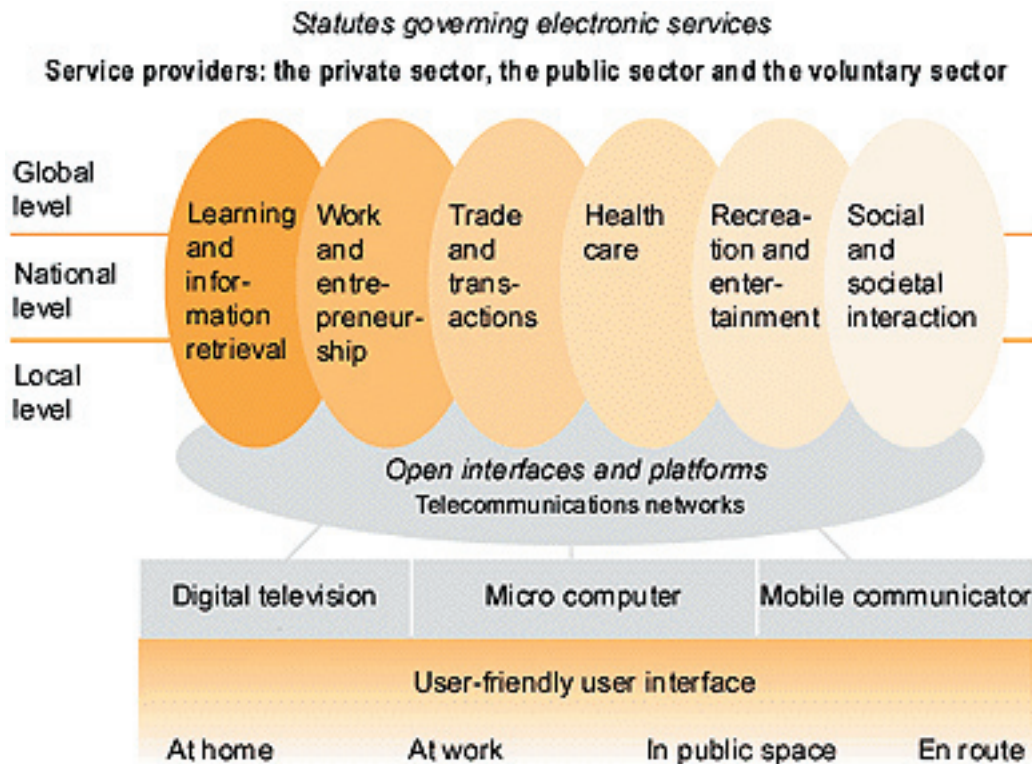 Statutes governing electronic services
Service providers: the private sector, the public sector and the voluntary sector
Global
level
National
level
Local
level
Learning
and
infor-
mation
retrieval
Work
and
entre-
preneur-
ship
Trade
and
trans-
actions
Health
care
Recrea-
tion and
enter-
tainment
Social
and
societal
interaction
Open interfaces and platforms
Telecommunications networks
Digital television
Micro computer
Mobile communicator
User-friendly user interface
At home
At work
In public space
En route